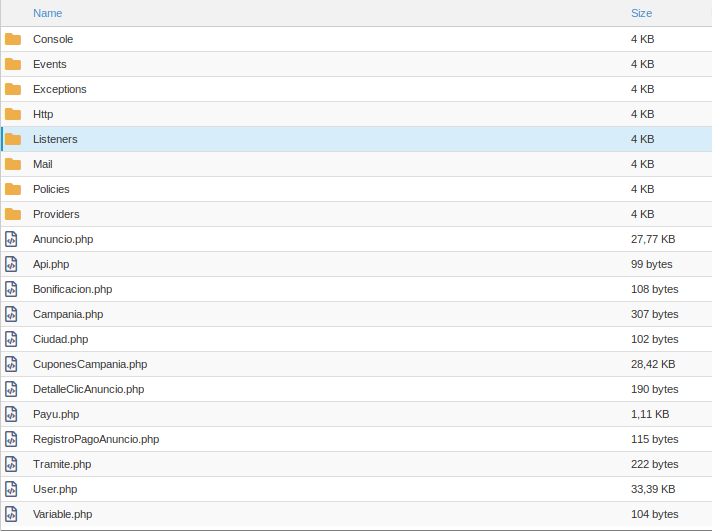 Name Size
Console 4 KB
Events 4 KB
Exceptions 4 KB
Http 4 KB
Listeners 4 KB
Mail 4 KB
Policies 4 KB
Providers 4 KB
Anuncio.php 27,77 KB
Api.php 99 bytes
Bonificacion.php 108 bytes
Campania.php 307 bytes
Ciudad.php 102 bytes
CuponesCampania.php 28,42 KB
DetalleClicAnuncio.php 190 bytes
Payu.php 1,11 KB
RegistroPagoAnuncio.php 115 bytes
Tramite.php 222 bytes
User.php 33,39 KB
Variable.php 104 bytes